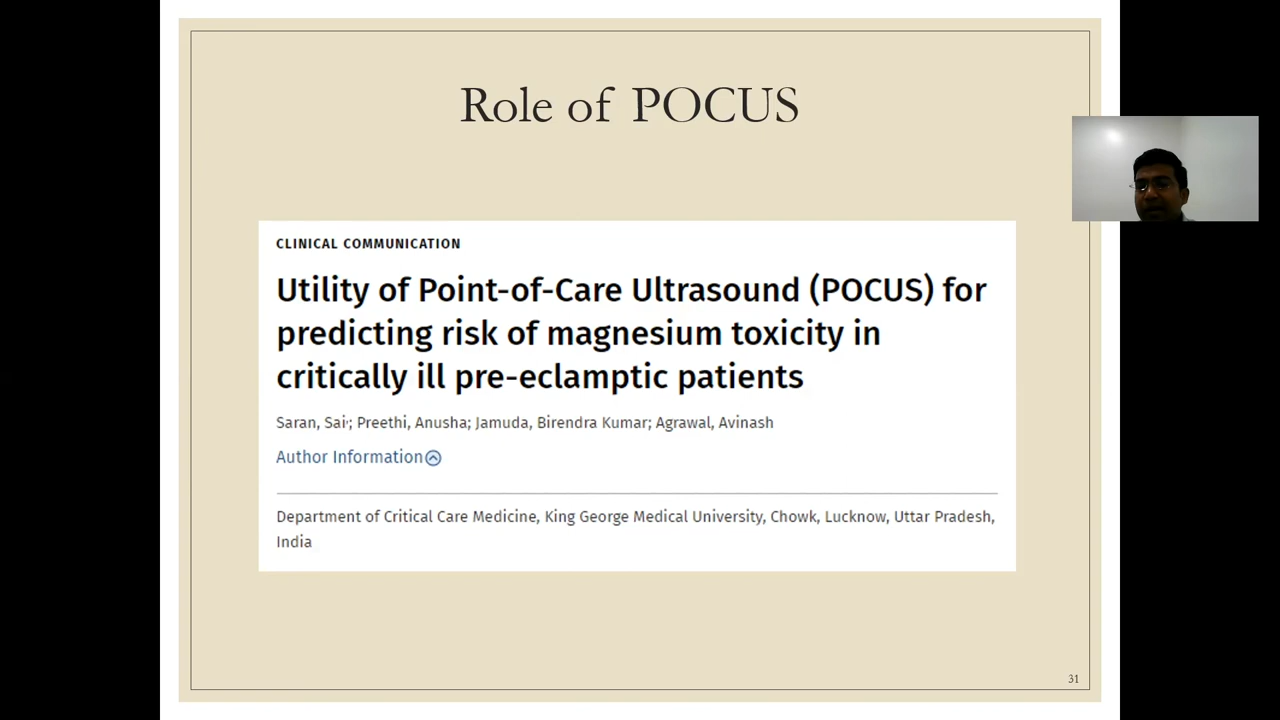 Role of POCUS
CLINICAL COMMUNICATION
Utility of Point-of-Care Ultrasound (POCUS) for
predicting risk of magnesium toxicity in
critically ill pre-eclamptic patients
Saran, Sai·; Preethi, Anusha; Jamuda, Birendra Kumar; Agrawal, Avinash
Author Information
Department of Critical Care Medicine, King George Medical University, Chowk, Lucknow, Uttar Pradesh,
India
31